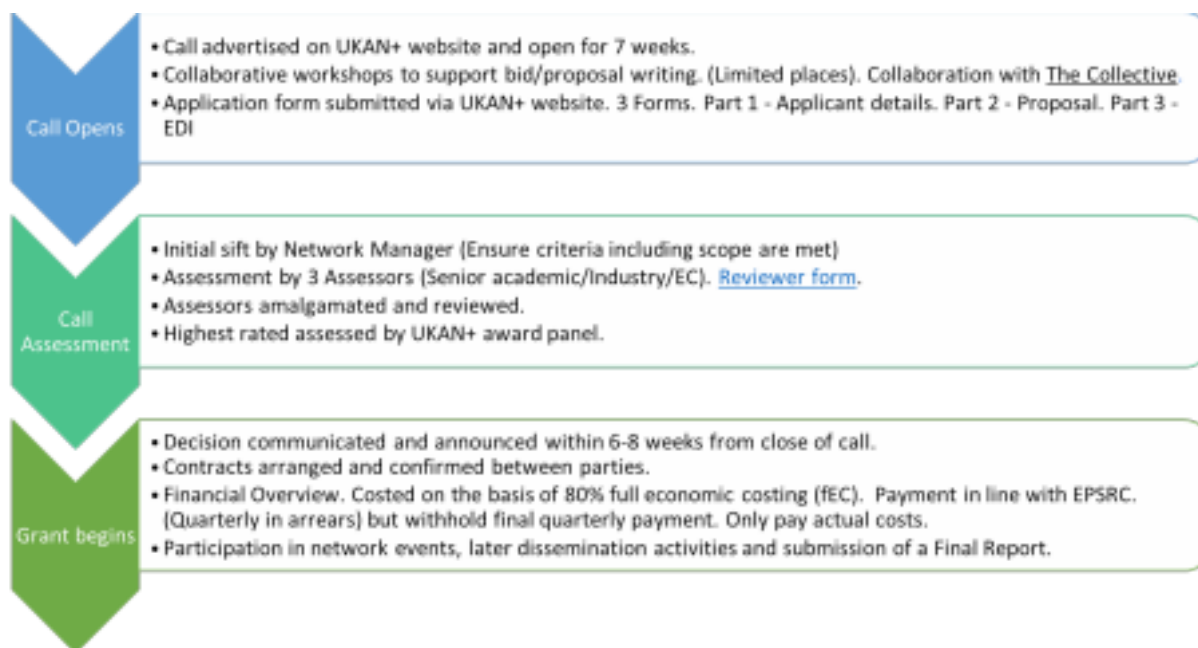 Call Opens
• Call advertised on UKAN+ website and open for 7 weeks.
• Collaborative workshops to support bid/proposal writing. (Limited places). Collaboration with The Collective.
• Application form submitted via UKAN+ website. 3 Forms. Part 1 - Applicant details. Part 2 - Proposal. Part 3 -
EDI
Call
Assessment
• Initial sift by Network Manager (Ensure criteria including scope are met)
• Assessment by 3 Assessors (Senior academic/Industry/EC). Reviewer form.
• Assessors amalgamated and reviewed.
• Highest rated assessed by UKAN+ award panel.
Grant begins
• Decision communicated and announced within 6-8 weeks from close of call.
• Contracts arranged and confirmed between parties.
• Financial Overview. Costed on the basis of 80% full economic costing (fEC). Payment in line with EPSRC.
(Quarterly in arrears) but withhold final quarterly payment. Only pay actual costs.
• Participation in network events, later dissemination activities and submission of a Final Report.